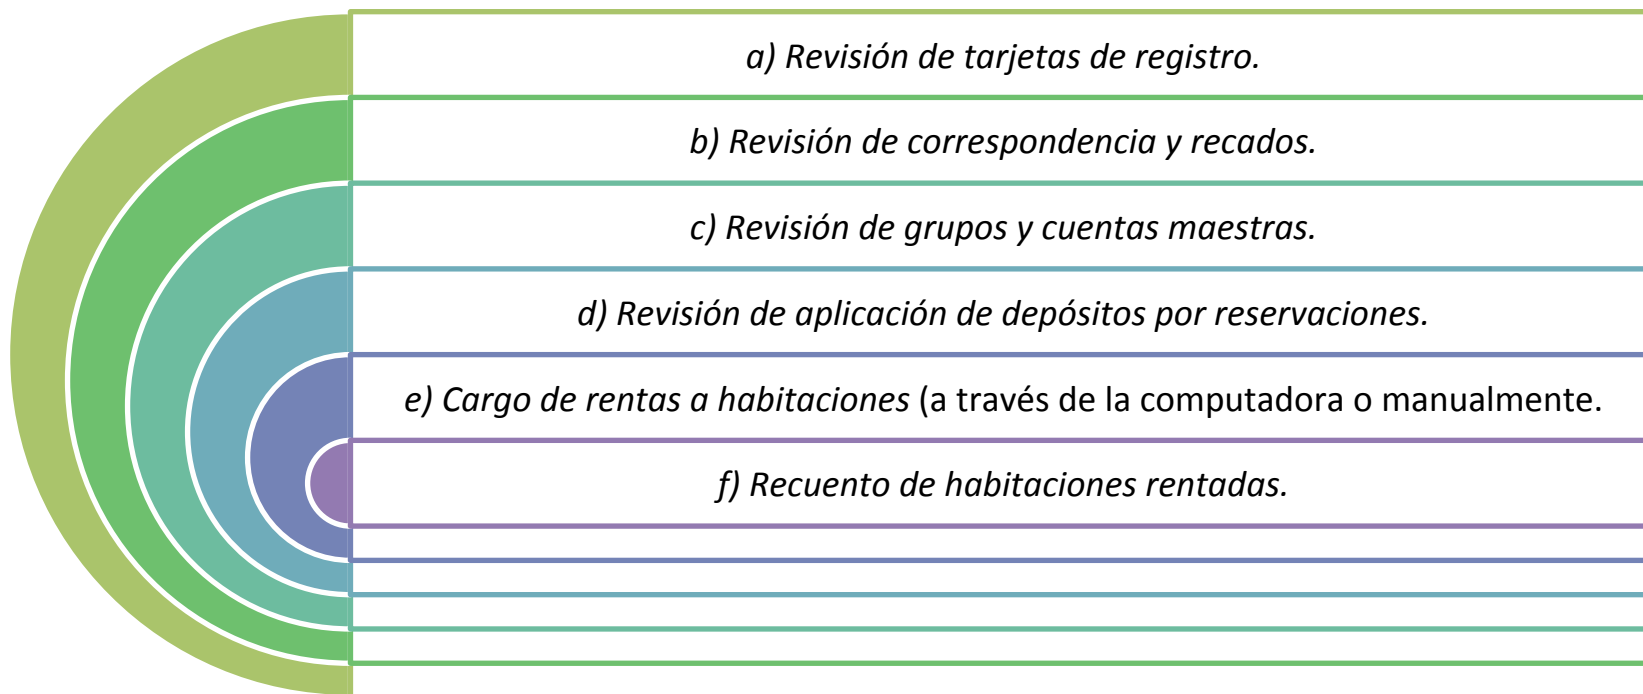 a) Revisión de tarjetas de registro.
b) Revisión de correspondencia y recados.
c) Revisión de grupos y cuentas maestras.
d) Revisión de aplicación de depósitos por reservaciones.
e) Cargo de rentas a habitaciones (a través de la computadora o manualmente.
f) Recuento de habitaciones rentadas.